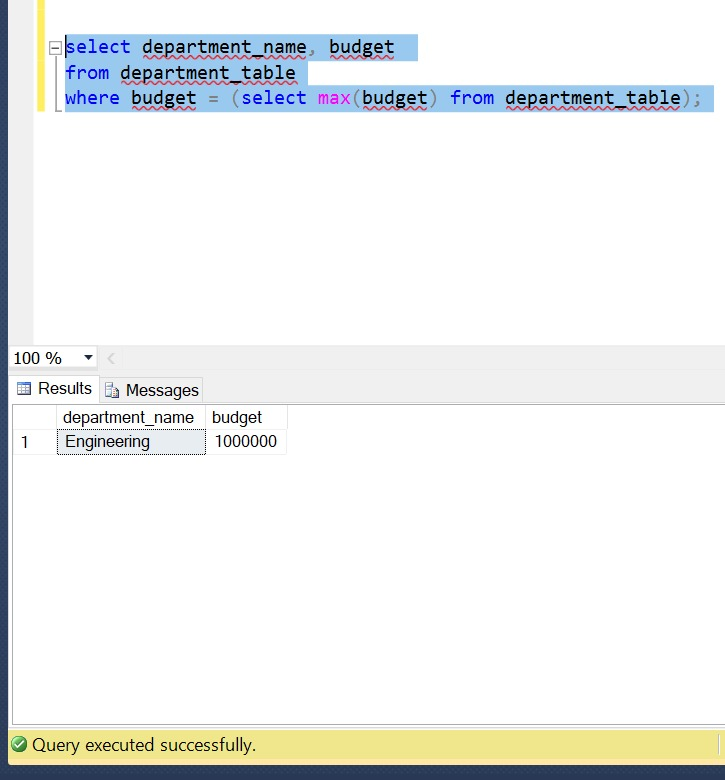 select department_name, budget
from department_table
where budget = (select max(budget) from department_table);
100 %
Results Messages
department_name budget
1 Engineering 1000000
Query executed successfully.